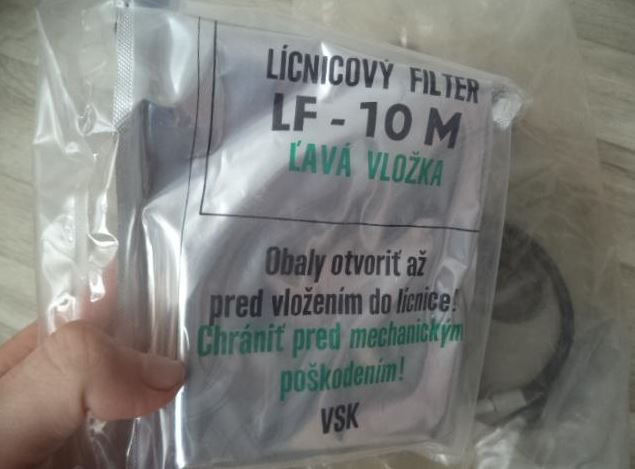 LÍCNICOVÝ FILTER
LF - 10 M
ĽAVÁ VLOŽKA
Obaly otvoriť až
pred vložením do lícnice!
Chrániť pred mechanickým
poškodením!
VSK